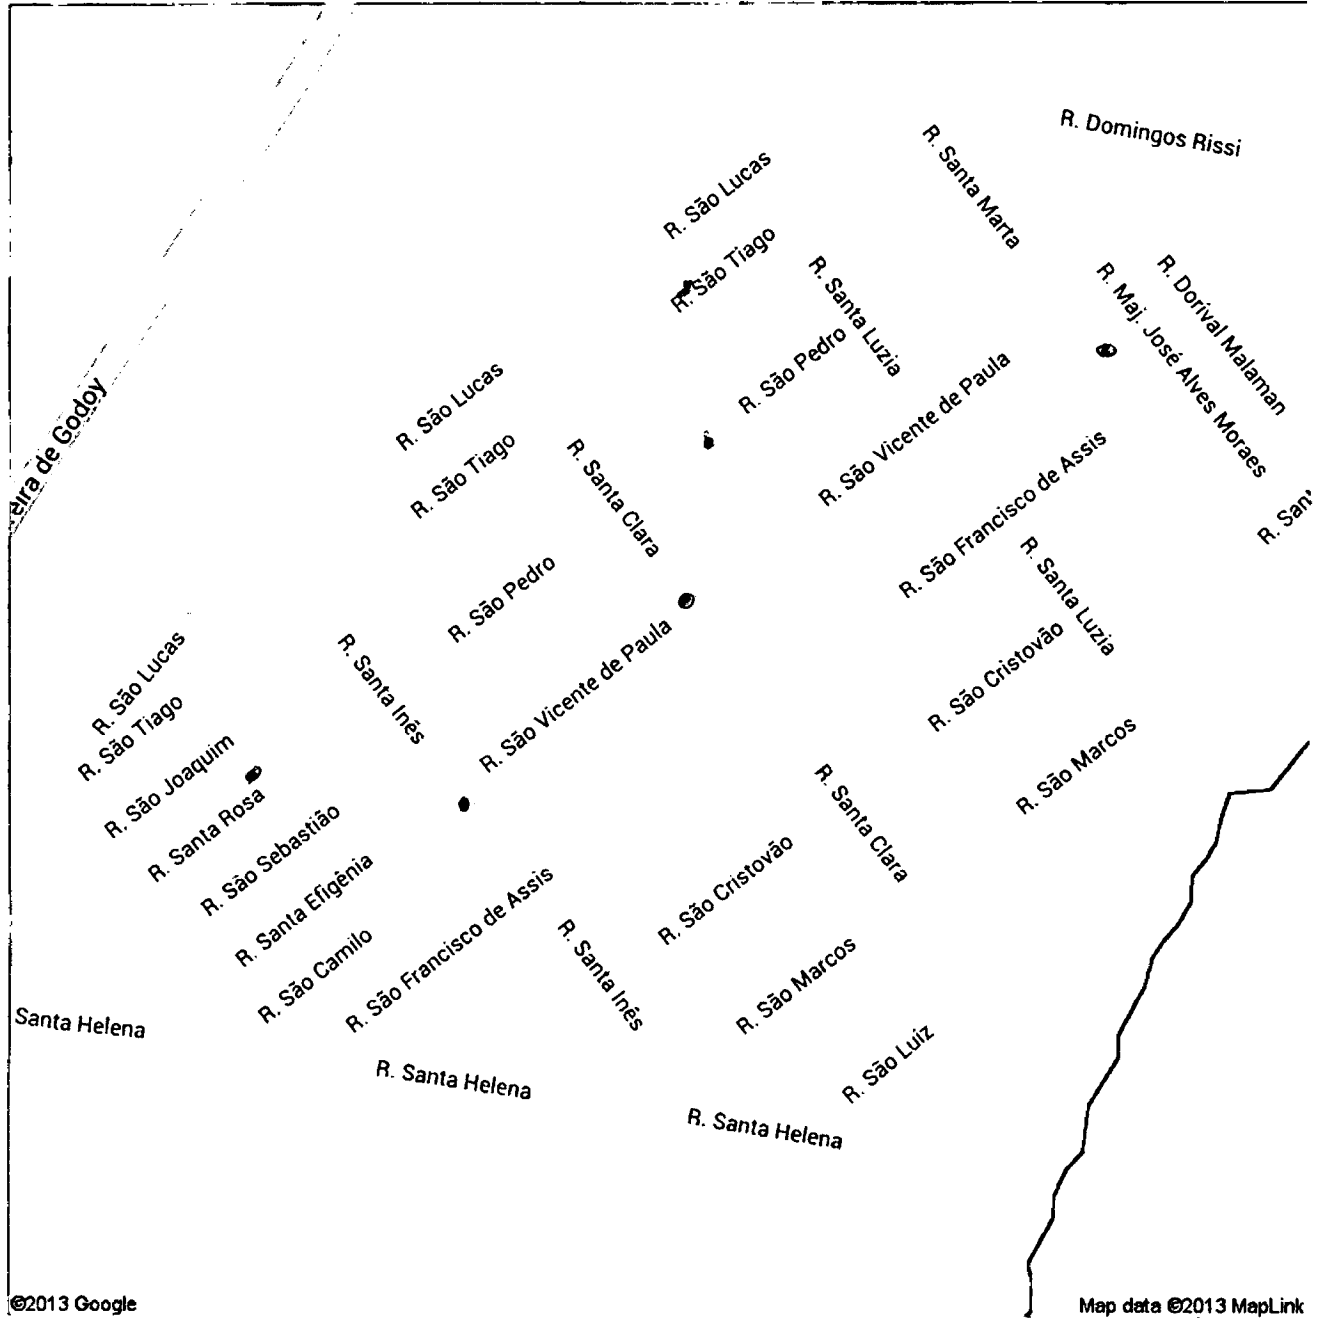 R. Domingos Rissi
R. São Lucas
R. Santa Marta
R. São Tiago
R. Santa Luzia
R. Maj. José Alves Moraes
R. Dorival Malaman
R. São Pedro
R. São Lucas
R. São Vicente de Paula
eira de Godoy
R. São Tiago
R. Santa Clara
R. São Francisco de Assis
R. San
R. São Pedro
R. Santa Luzia
R. São Lucas
R. Santa Inês
R. São Vicente de Paula
R. São Cristovão
R. São Tiago
R. São Joaquim
R. São Marcos
R. Santa Rosa
R. São Sebastião
R. Santa Clara
R. Santa Efigênia
R. São Cristovão
R. São Camilo
R. São Francisco de Assis
R. Santa Inês
R. São Marcos
Santa Helena
R. São Luiz
R. Santa Helena
R. Santa Helena
©2013 Google
Map data ©2013 MapLink